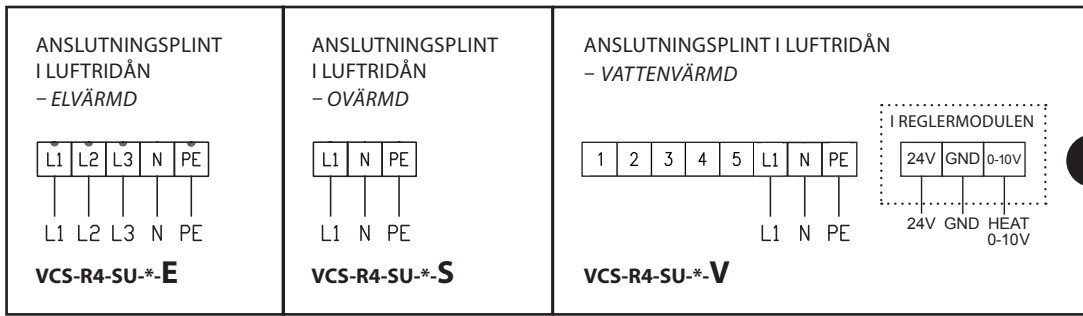 ANSLUTNINGSPLINT
I LUFTRIDÅN
– ELVÄRMD
L1 L2 L3 N PE
L1 L2 L3 N PE
VCS-R4-SU-*-E
ANSLUTNINGSPLINT
I LUFTRIDÅN
– OVÄRMD
L1 N PE
L1 N PE
VCS-R4-SU-*-S
ANSLUTNINGSPLINT I LUFTRIDÅN
– VATTENVÄRMD
1 2 3 4 5 L1 N PE
L1 N PE
I REGLERMODULEN
24V GND 0-10V
24V GND HEAT
0-10V
VCS-R4-SU-*-V